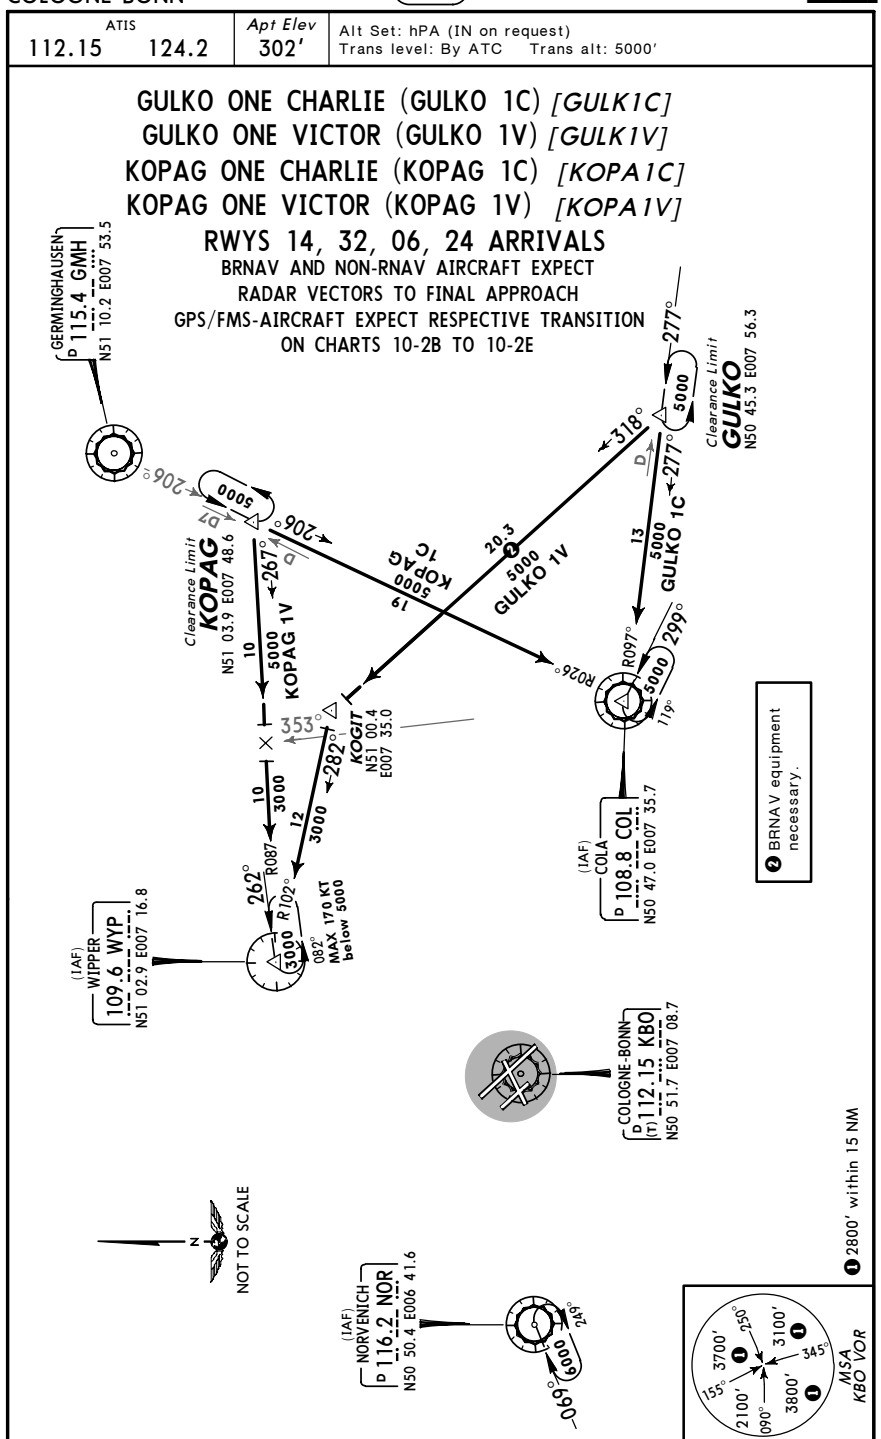 COLOGNE-BONN
ATIS
112.15 124.2
Apt Elev
302'
Alt Set: hPA (IN on request)
Trans level: By ATC Trans alt: 5000'
GULKO ONE CHARLIE (GULKO 1C) [GULK1C]
GULKO ONE VICTOR (GULKO 1V) [GULK1V]
KOPAG ONE CHARLIE (KOPAG 1C) [KOPA1C]
KOPAG ONE VICTOR (KOPAG 1V) [KOPA1V]
RWYS 14, 32, 06, 24 ARRIVALS
BRNAV AND NON-RNAV AIRCRAFT EXPECT
RADAR VECTORS TO FINAL APPROACH
GPS/FMS-AIRCRAFT EXPECT RESPECTIVE TRANSITION
ON CHARTS 10-2B TO 10-2E
GERMINGHAUSEN
D 115.4 GMH
N51 10.2 E007 53.5
277°
5000
Clearance Limit
GULKO
N50 45.3 E007 56.3
318°
D
277°
13
5000
GULKO 1C
20.3
2
5000
GULKO 1V
206°
D7
5000
Clearance Limit
KOPAG
N51 03.9 E007 48.6
206°
D
KOPAG
1C
5000
19
267°
10
5000
KOPAG 1V
R026°
R097°
299°
5000
119°
353°
KOGIT
N51 00.4
E007 35.0
282°
12
3000
10
3000
R087°
R102°
262°
3000
082°
MAX 170 KT
below 5000
(IAF)
WIPPER
109.6 WYP
N51 02.9 E007 16.8
(IAF)
COLA
D 108.8 COL
N50 47.0 E007 35.7
2 BRNAV equipment
necessary.
COLOGNE-BONN
D
(T) 112.15 KBO
N50 51.7 E007 08.7
N
NOT TO SCALE
(IAF)
NORVENICH
D 116.2 NOR
N50 50.4 E006 41.6
249°
6000
069°
1 2800' within 15 NM
250°
3700'
1
3100'
1
345°
155°
2100'
090°
3800'
1
MSA
KBO VOR